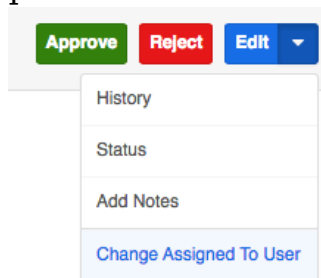 Approve Reject Edit
History
Status
Add Notes
Change Assigned To User